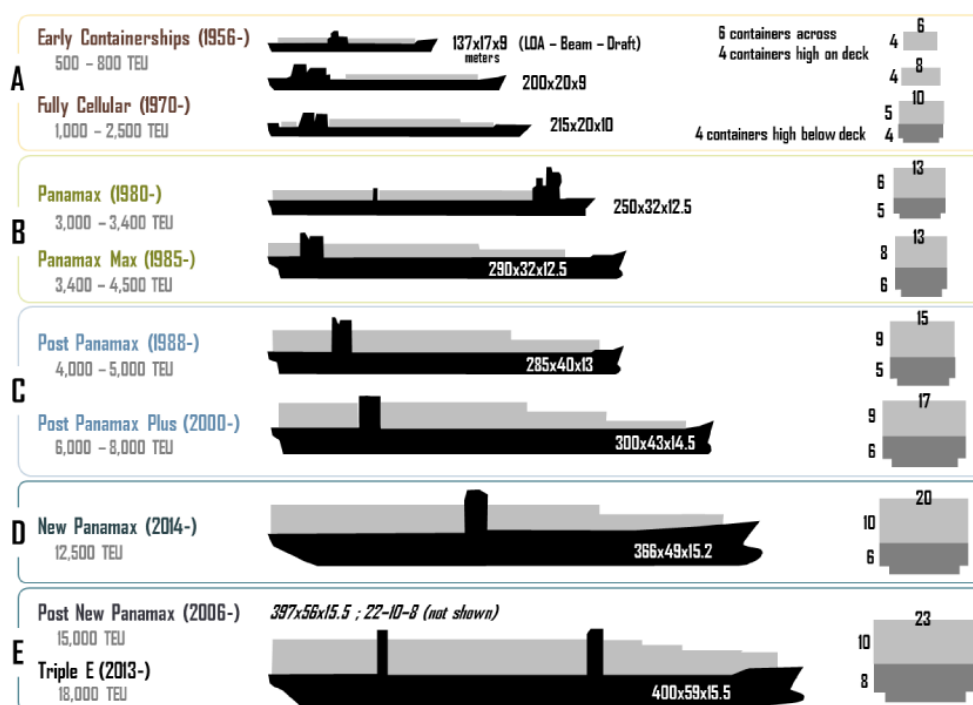 A
Early Containerships (1956-)
500 – 800 TEU
137x17x9 (LOA – Beam – Draft)
meters
6 containers across
4 containers high on deck
6
4
200x20x9
8
4
Fully Cellular (1970-)
1,000 – 2,500 TEU
215x20x10
4 containers high below deck
10
5
4
B
Panamax (1980-)
3,000 – 3,400 TEU
250x32x12.5
13
6
5
Panamax Max (1985-)
3,400 – 4,500 TEU
290x32x12.5
13
8
6
C
Post Panamax (1988-)
4,000 – 5,000 TEU
285x40x13
15
9
5
Post Panamax Plus (2000-)
6,000 – 8,000 TEU
300x43x14.5
17
9
6
D
New Panamax (2014-)
12,500 TEU
366x49x15.2
20
10
6
E
Post New Panamax (2006-)
15,000 TEU
397x56x15.5 ; 22–10–8 (not shown)
Triple E (2013-)
18,000 TEU
400x59x15.5
23
10
8